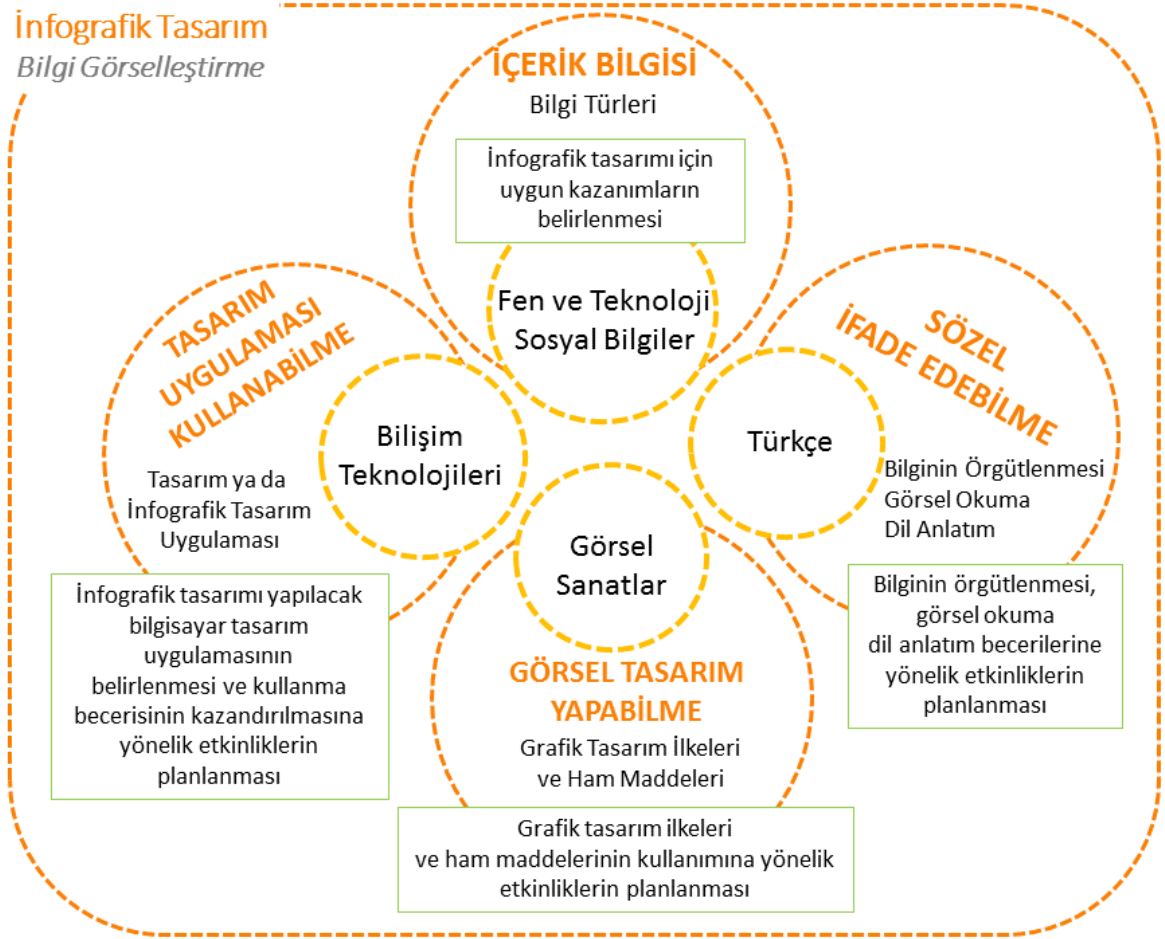 İnfografik Tasarım
Bilgi Görselleştirme
İÇERİK BİLGİSİ
Bilgi Türleri
İnfografik tasarımı için
uygun kazanımların
belirlenmesi
Fen ve Teknoloji
Sosyal Bilgiler
TASARIM
UYGULAMASI
KULLANABİLME
Bilişim
Teknolojileri
Tasarım ya da
İnfografik Tasarım
Uygulaması
İnfografik tasarımı yapılacak
bilgisayar tasarım
uygulamasının
belirlenmesi ve kullanma
becerisinin kazandırılmasına
yönelik etkinliklerin
planlanması
SÖZEL
İFADE EDEBİLME
Türkçe
Bilginin Örgütlenmesi
Görsel Okuma
Dil Anlatım
Bilginin örgütlenmesi,
görsel okuma
dil anlatım becerilerine
yönelik etkinliklerin
planlanması
Görsel
Sanatlar
GÖRSEL TASARIM
YAPABİLME
Grafik Tasarım İlkeleri
ve Ham Maddeleri
Grafik tasarım ilkeleri
ve ham maddelerinin kullanımına yönelik
etkinliklerin planlanması